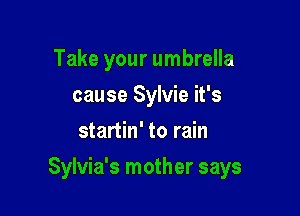 Take your umbrella
cause Sylvie it's
startin' to rain
Sylvia's mother says